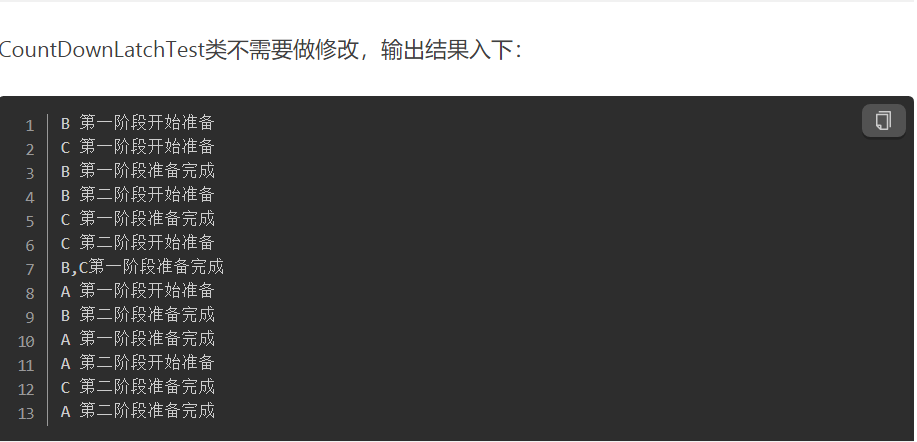 CountDownLatchTest类不需要做修改，输出结果入下：
1 B 第一阶段开始准备
2 C 第一阶段开始准备
3 B 第一阶段准备完成
4 B 第二阶段开始准备
5 C 第一阶段准备完成
6 C 第二阶段开始准备
7 B,C第一阶段准备完成
8 A 第一阶段开始准备
9 B 第二阶段准备完成
10 A 第一阶段准备完成
11 A 第二阶段开始准备
12 C 第二阶段准备完成
13 A 第二阶段准备完成